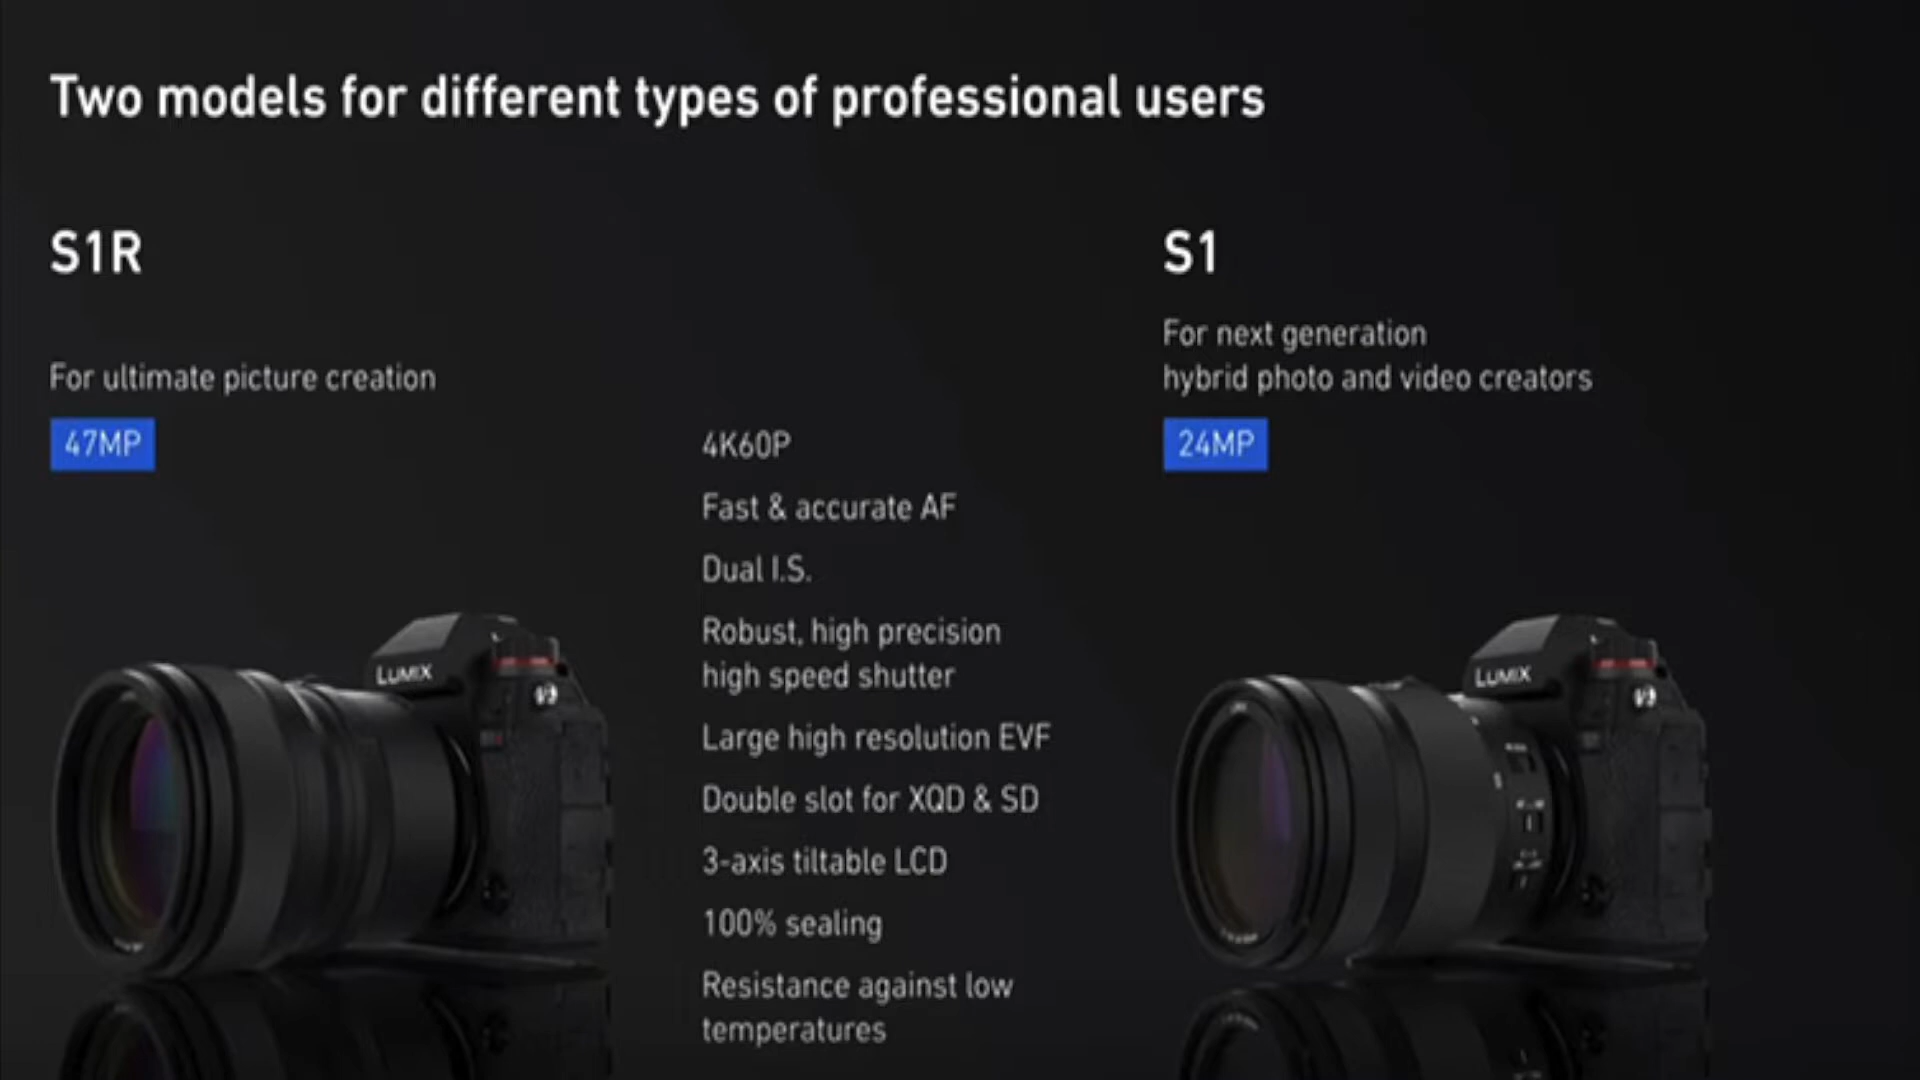 Two models for different types of professional users
S1R
For ultimate picture creation
47MP
4K60P
Fast & accurate AF
Dual I.S.
Robust, high precision
high speed shutter
Large high resolution EVF
Double slot for XQD & SD
3-axis tiltable LCD
100% sealing
Resistance against low
temperatures
S1
For next generation
hybrid photo and video creators
24MP
LUMIX
LUMIX